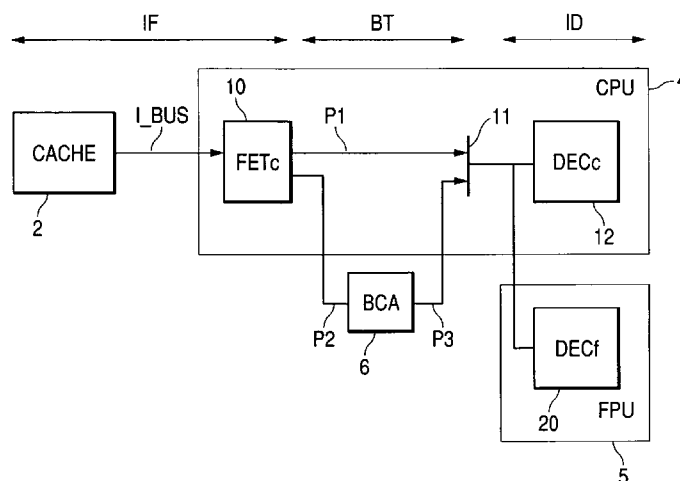 IF BT ID
10 CPU 4
I_BUS P1 11
CACHE FETc DECc
2 12
BCA
P2 P3
6 DECf
20 FPU
5